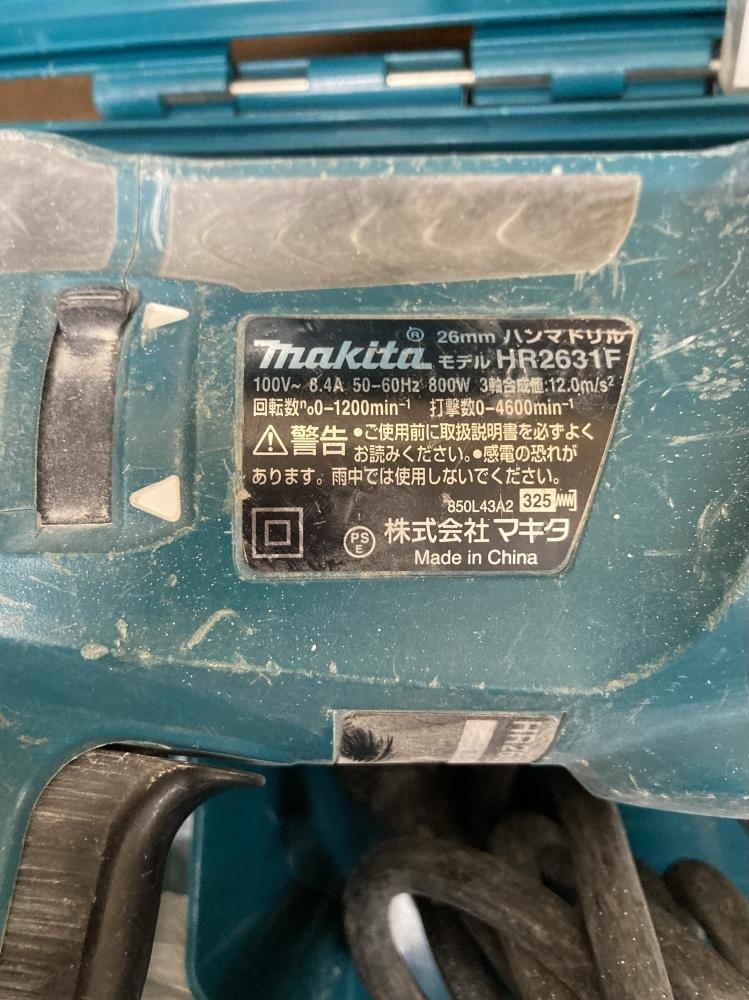 ® 26mm ハンマドリル
makita モデル HR2631F
100V~ 8.4A 50-60Hz 800W 3軸合成値:12.0m/s²
回転数n₀0-1200min⁻¹ 打撃数0-4600min⁻¹
警告 •ご使用前に取扱説明書を必ずよく
お読みください。•感電の恐れが
あります。雨中では使用しないでください。
850L43A2 325
PS
E
株式会社 マキタ
Made in China